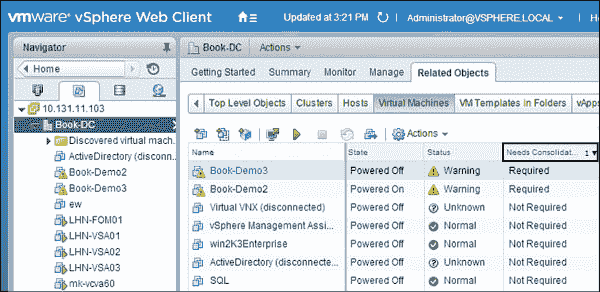 vmware® vSphere Web Client
Updated at 3:21 PM
Administrator@VSPHERE.LOCAL
He
Navigator
Book-DC
Actions
Home
Getting Started
Summary
Monitor
Manage
Related Objects
10.131.11.103
Top Level Objects
Clusters
Hosts
Virtual Machines
VM Templates in Folders
vApps
Book-DC
Discovered virtual mach...
Actions
ActiveDirectory (disconn...
Name
State
Status
Needs Consolidat...
1
Book-Demo2
Book-Demo3
Powered Off
Warning
Required
Book-Demo3
Book-Demo2
Powered On
Warning
Required
ew
Virtual VNX (disconnected)
Powered Off
Unknown
Not Required
LHN-FOM01
vSphere Management Assi...
Powered Off
Normal
Not Required
LHN-VSA01
win2K3Enterprise
Powered Off
Normal
Not Required
LHN-VSA02
LHN-VSA03
ActiveDirectory (disconnecte...
Powered Off
Unknown
Not Required
mk-vcva60
SQL
Powered Off
Normal
Not Required